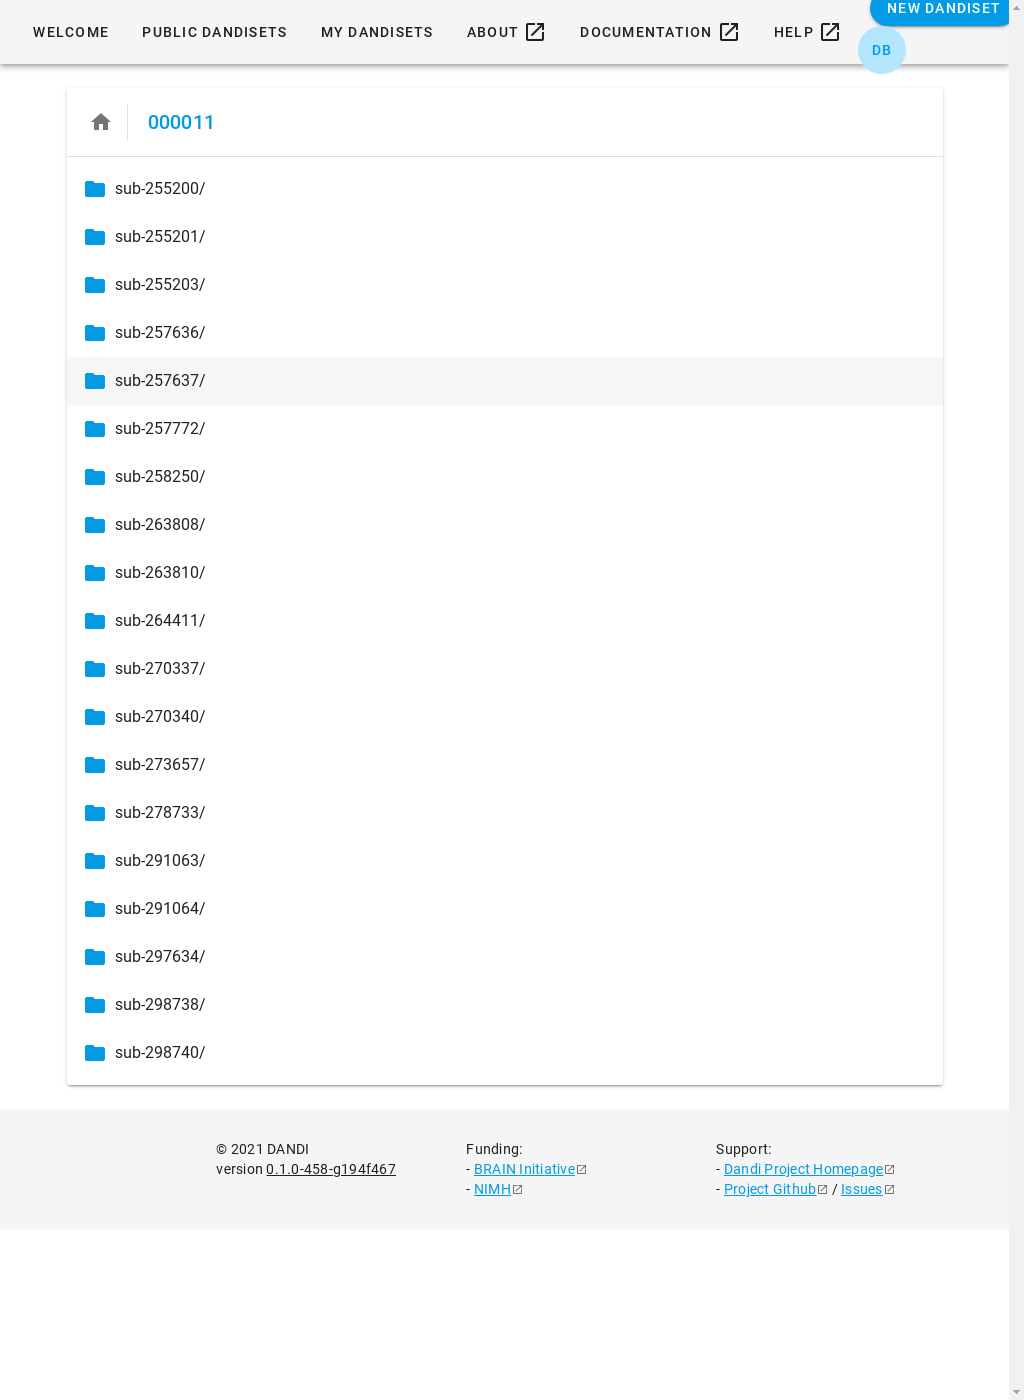 NEW DANDISET
WELCOME PUBLIC DANDISETS MY DANDISETS ABOUT DOCUMENTATION HELP
DB
000011
sub-255200/
sub-255201/
sub-255203/
sub-257636/
sub-257637/
sub-257772/
sub-258250/
sub-263808/
sub-263810/
sub-264411/
sub-270337/
sub-270340/
sub-273657/
sub-278733/
sub-291063/
sub-291064/
sub-297634/
sub-298738/
sub-298740/
© 2021 DANDI
version 0.1.0-458-g194f467
Funding:
- BRAIN Initiative
- NIMH
Support:
- Dandi Project Homepage
- Project Github / Issues